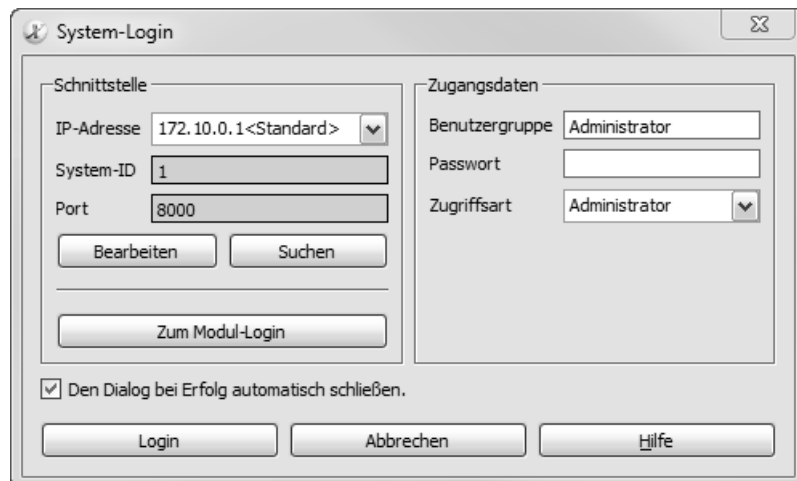 System-Login
Schnittstelle
IP-Adresse 172.10.0.1<Standard>
System-ID 1
Port 8000
Bearbeiten Suchen
Zum Modul-Login
Zugangsdaten
Benutzergruppe Administrator
Passwort
Zugriffsart Administrator
Den Dialog bei Erfolg automatisch schließen.
Login Abbrechen Hilfe